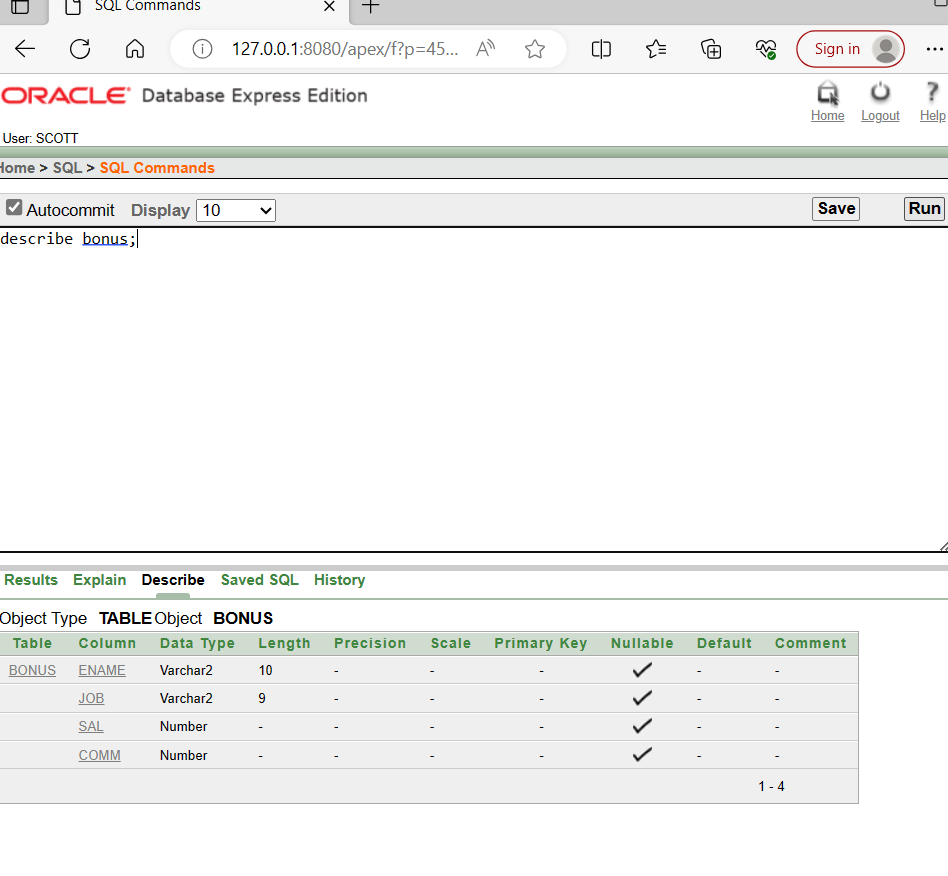 SQL Commands
127.0.0.1:8080/apex/f?p=45...
Sign in
ORACLE Database Express Edition
Home Logout Help
User: SCOTT
Home > SQL > SQL Commands
Autocommit Display 10 Save Run
describe bonus;
Results Explain Describe Saved SQL History
Object Type TABLE Object BONUS
Table Column Data Type Length Precision Scale Primary Key Nullable Default Comment
BONUS ENAME Varchar2 10 - - - - -
JOB Varchar2 9 - - - - -
SAL Number - - - - - -
COMM Number - - - - - -
1 - 4